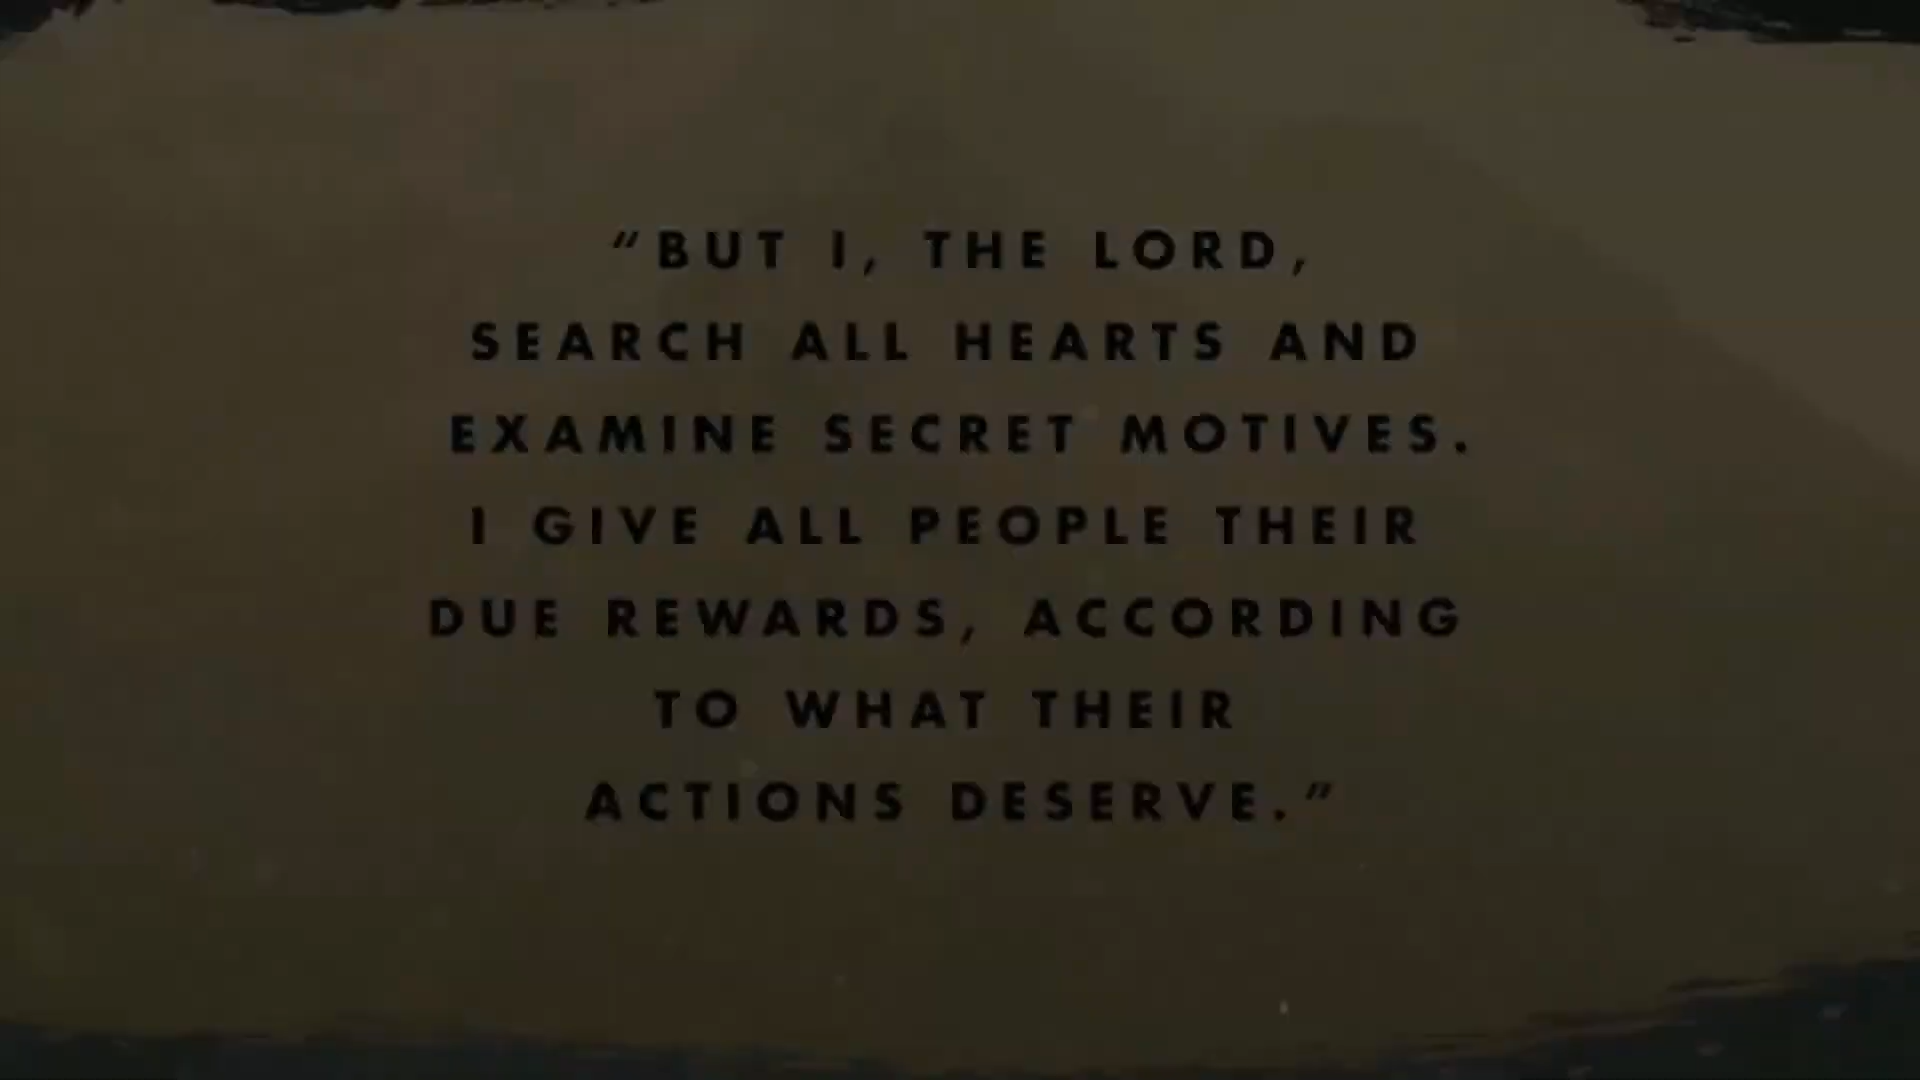 “BUT I, THE LORD,
SEARCH ALL HEARTS AND
EXAMINE SECRET MOTIVES.
I GIVE ALL PEOPLE THEIR
DUE REWARDS, ACCORDING
TO WHAT THEIR
ACTIONS DESERVE.”